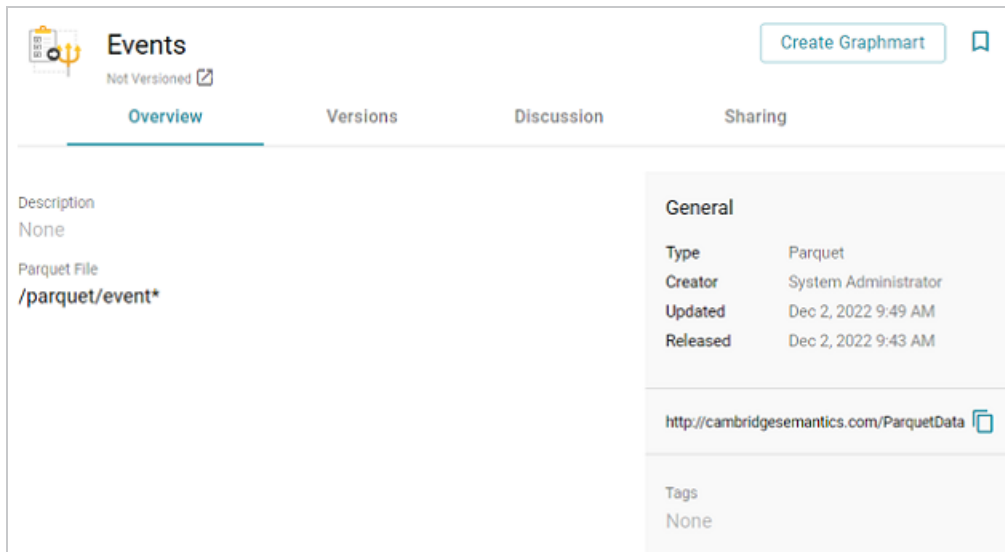 Events
Create Graphmart
Not Versioned
Overview Versions Discussion Sharing
Description
None
Parquet File
/parquet/event*
General
Type Parquet
Creator System Administrator
Updated Dec 2, 2022 9:49 AM
Released Dec 2, 2022 9:43 AM
http://cambridgesemantics.com/ParquetData
Tags
None